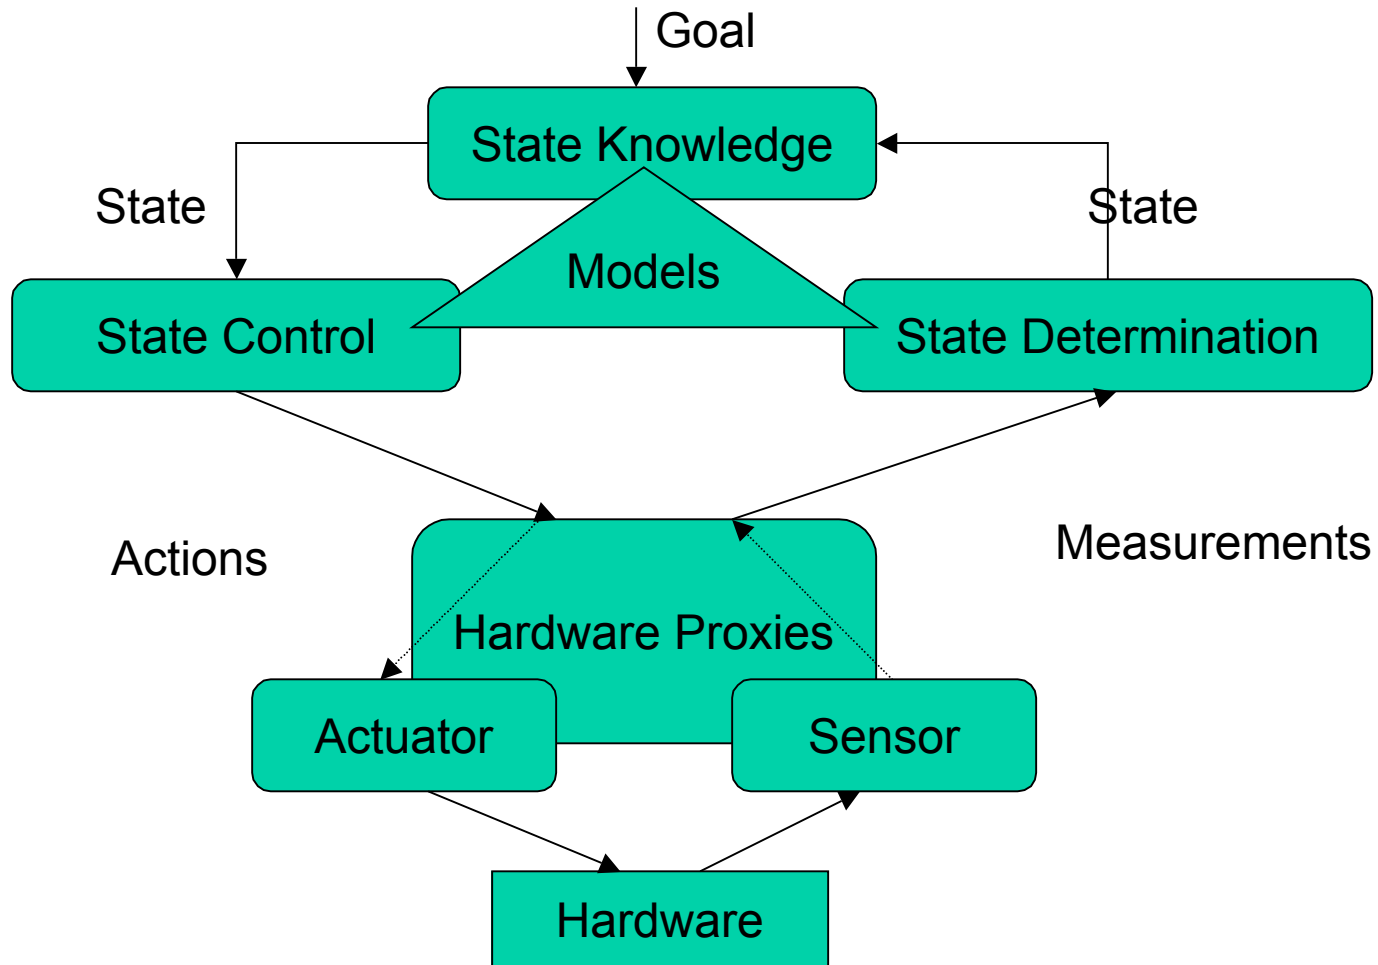 Goal
State Knowledge
State
State
Models
State Control
State Determination
Actions
Measurements
Hardware Proxies
Actuator
Sensor
Hardware